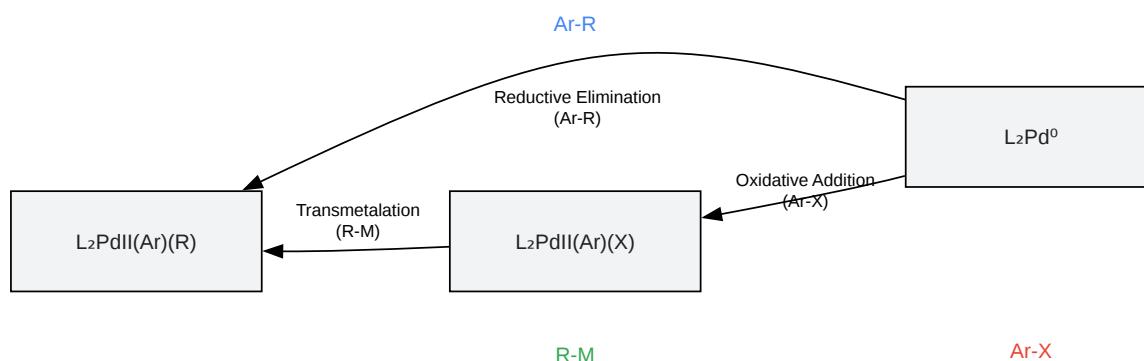 Ar-R
Reductive Elimination
(Ar-R)
L₂Pd⁰
Oxidative Addition
(Ar-X)
Transmetalation
(R-M)
L₂PdII(Ar)(R)
L₂PdII(Ar)(X)
R-M
Ar-X